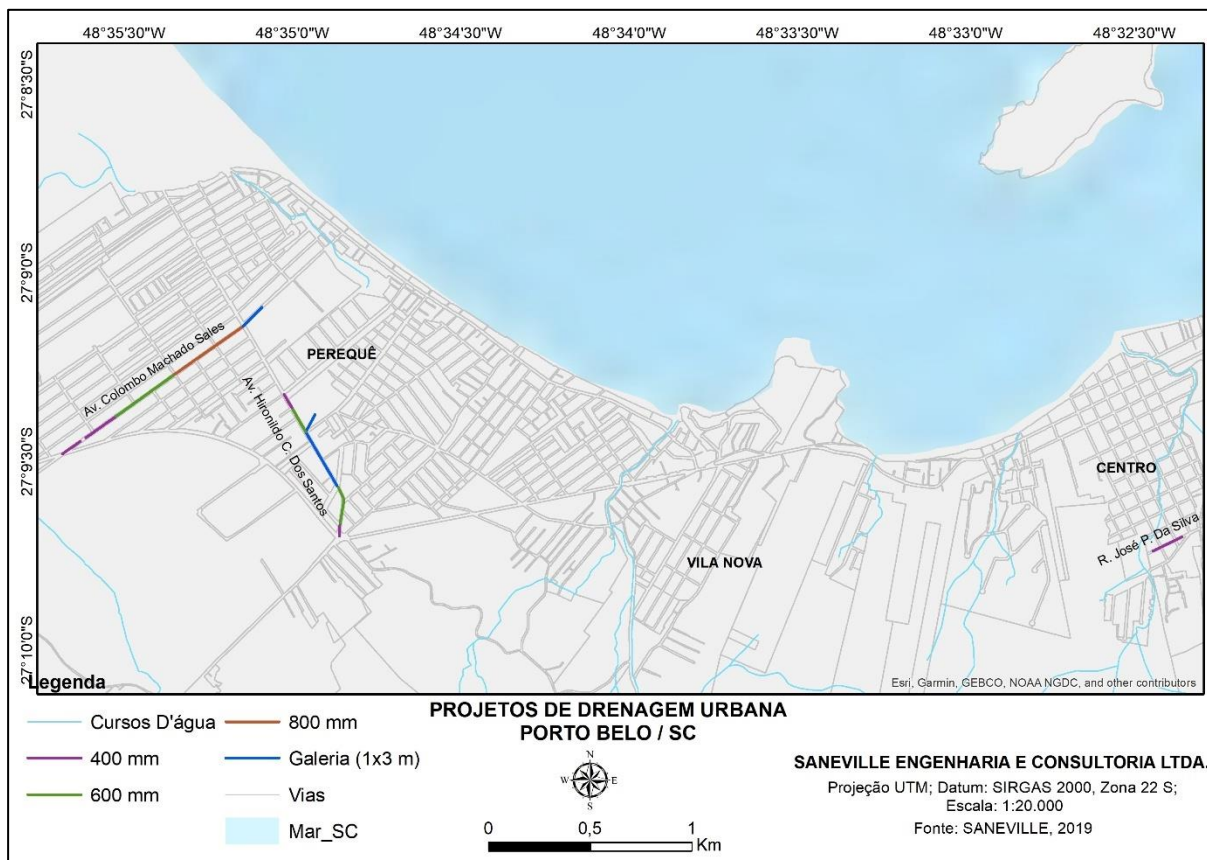 48°35'30"W
48°35'0"W
48°34'30"W
48°34'0"W
48°33'30"W
48°33'0"W
48°32'30"W
27°8'30"S
27°9'0"S
27°9'30"S
27°10'0"S
Av. Colombo Machado Sales
PEREQUÊ
Av. Hironildo C. Dos Santos
VILA NOVA
CENTRO
R. José P. Da Silva
Esri, Garmin, GEBCO, NOAA NGDC, and other contributors
Legenda
Cursos D'água
400 mm
600 mm
800 mm
Galeria (1x3 m)
Vias
Mar_SC
PROJETOS DE DRENAGEM URBANA
PORTO BELO / SC
N
W
E
S
0
0,5
1
Km
SANEVILLE ENGENHARIA E CONSULTORIA LTDA.
Projeção UTM; Datum: SIRGAS 2000, Zona 22 S;
Escala: 1:20.000
Fonte: SANEVILLE, 2019